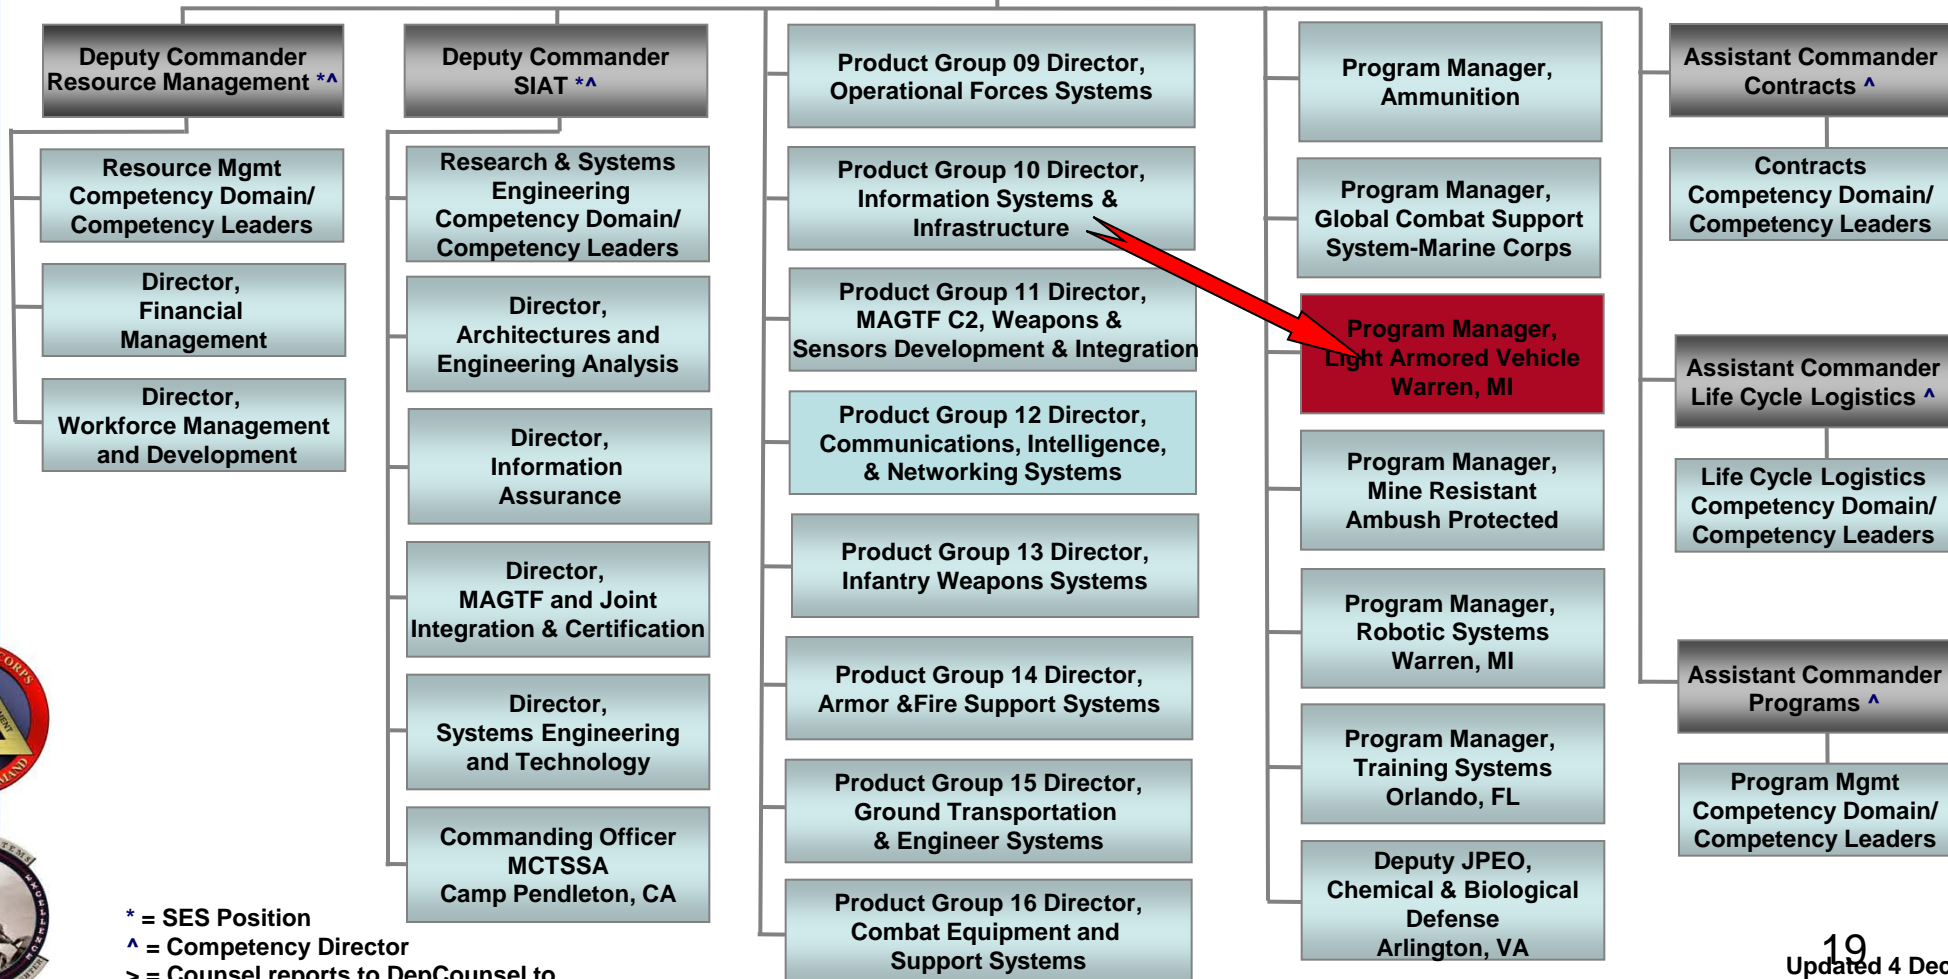 Deputy Commander
Resource Management *^
Resource Mgmt
Competency Domain/
Competency Leaders
Director,
Financial
Management
Director,
Workforce Management
and Development
Deputy Commander
SIAT *^
Research & Systems
Engineering
Competency Domain/
Competency Leaders
Director,
Architectures and
Engineering Analysis
Director,
Information
Assurance
Director,
MAGTF and Joint
Integration & Certification
Director,
Systems Engineering
and Technology
Commanding Officer
MCTSSA
Camp Pendleton, CA
Product Group 09 Director,
Operational Forces Systems
Product Group 10 Director,
Information Systems &
Infrastructure
Product Group 11 Director,
MAGTF C2, Weapons &
Sensors Development & Integration
Product Group 12 Director,
Communications, Intelligence,
& Networking Systems
Product Group 13 Director,
Infantry Weapons Systems
Product Group 14 Director,
Armor &Fire Support Systems
Product Group 15 Director,
Ground Transportation
& Engineer Systems
Product Group 16 Director,
Combat Equipment and
Support Systems
Program Manager,
Ammunition
Program Manager,
Global Combat Support
System-Marine Corps
Program Manager,
Light Armored Vehicle
Warren, MI
Program Manager,
Mine Resistant
Ambush Protected
Program Manager,
Robotic Systems
Warren, MI
Program Manager,
Training Systems
Orlando, FL
Deputy JPEO,
Chemical & Biological
Defense
Arlington, VA
Assistant Commander
Contracts ^
Contracts
Competency Domain/
Competency Leaders
Assistant Commander
Life Cycle Logistics ^
Life Cycle Logistics
Competency Domain/
Competency Leaders
Assistant Commander
Programs ^
Program Mgmt
Competency Domain/
Competency Leaders
* = SES Position
^ = Competency Director
> = Counsel reports to DepCounsel to
19
Updated 4 Dec